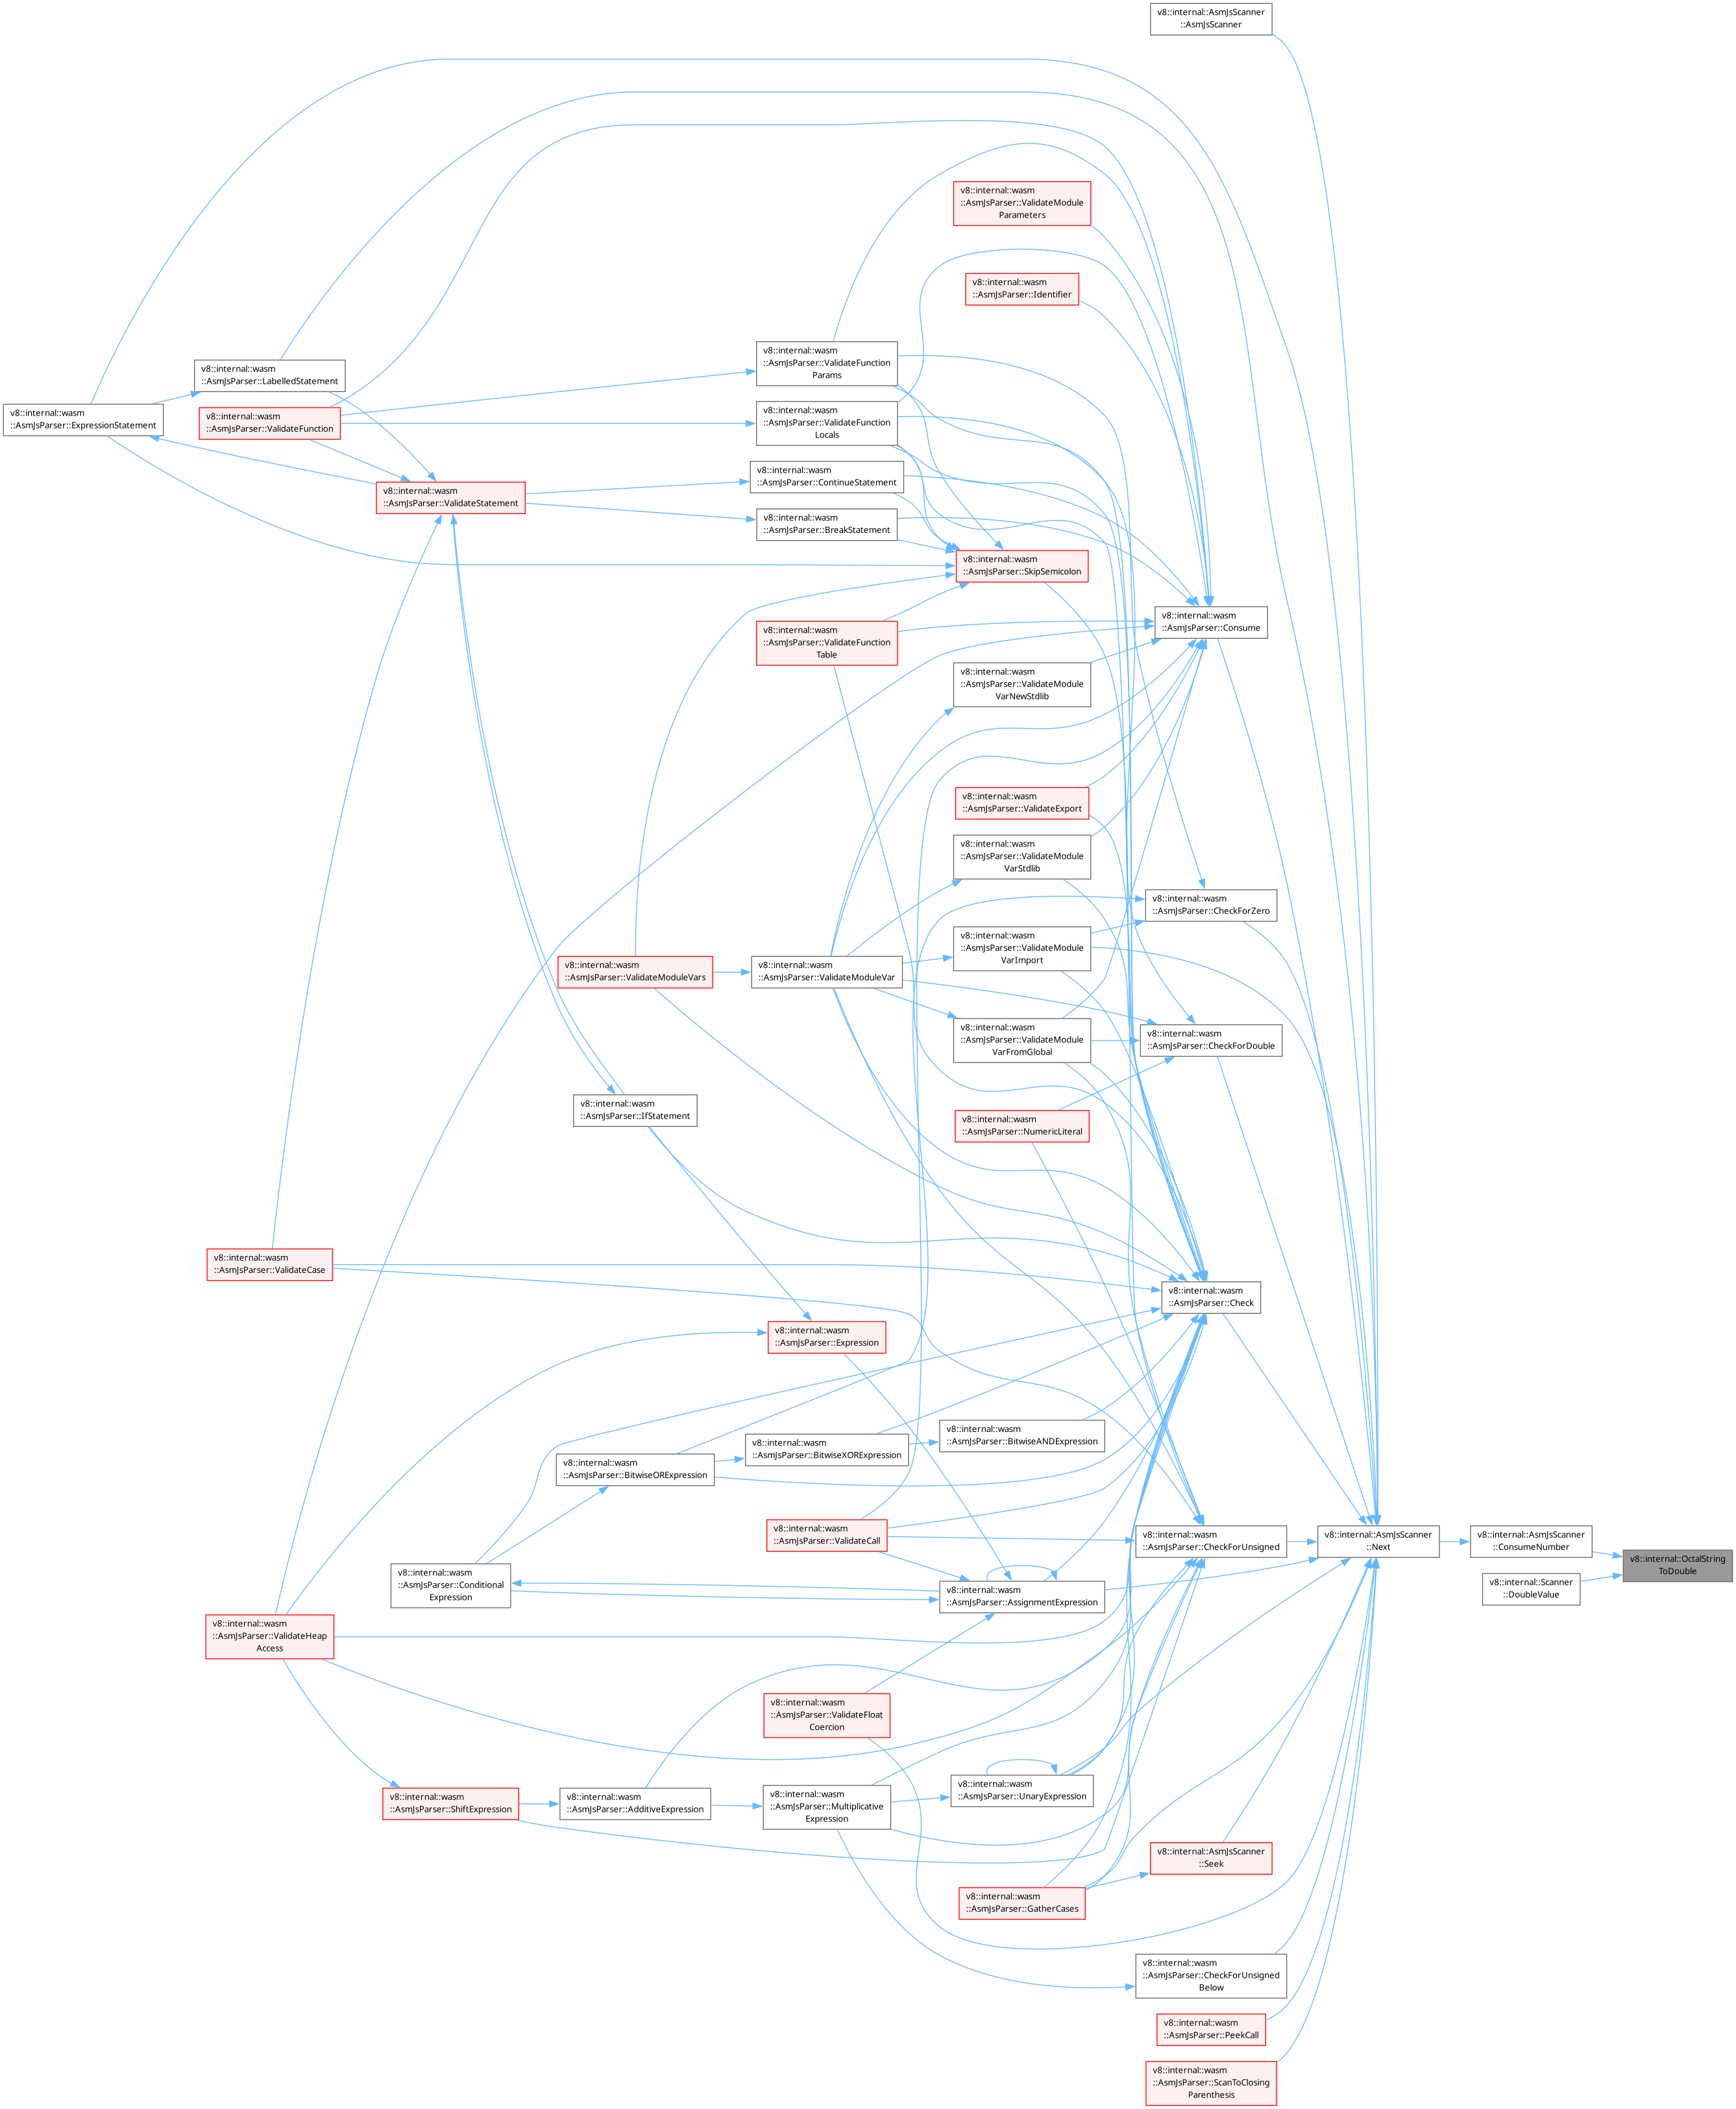 v8::internal::AsmJsScanner
::AsmJsScanner
v8::internal::wasm
::AsmJsParser::ValidateModule
Parameters
v8::internal::wasm
::AsmJsParser::Identifier
v8::internal::wasm
::AsmJsParser::LabelledStatement
v8::internal::wasm
::AsmJsParser::ValidateFunction
Params
v8::internal::wasm
::AsmJsParser::ExpressionStatement
v8::internal::wasm
::AsmJsParser::ValidateFunction
v8::internal::wasm
::AsmJsParser::ValidateFunction
Locals
v8::internal::wasm
::AsmJsParser::ValidateStatement
v8::internal::wasm
::AsmJsParser::ContinueStatement
v8::internal::wasm
::AsmJsParser::BreakStatement
v8::internal::wasm
::AsmJsParser::SkipSemicolon
v8::internal::wasm
::AsmJsParser::Consume
v8::internal::wasm
::AsmJsParser::ValidateFunction
Table
v8::internal::wasm
::AsmJsParser::ValidateModule
VarNewStdlib
v8::internal::wasm
::AsmJsParser::ValidateExport
v8::internal::wasm
::AsmJsParser::ValidateModule
VarStdlib
v8::internal::wasm
::AsmJsParser::CheckForZero
v8::internal::wasm
::AsmJsParser::ValidateModule
VarImport
v8::internal::wasm
::AsmJsParser::ValidateModuleVars
v8::internal::wasm
::AsmJsParser::ValidateModuleVar
v8::internal::wasm
::AsmJsParser::ValidateModule
VarFromGlobal
v8::internal::wasm
::AsmJsParser::CheckForDouble
v8::internal::wasm
::AsmJsParser::IfStatement
v8::internal::wasm
::AsmJsParser::NumericLiteral
v8::internal::wasm
::AsmJsParser::ValidateCase
v8::internal::wasm
::AsmJsParser::Check
v8::internal::wasm
::AsmJsParser::Expression
v8::internal::wasm
::AsmJsParser::BitwiseANDExpression
v8::internal::wasm
::AsmJsParser::BitwiseXORExpression
v8::internal::wasm
::AsmJsParser::BitwiseORExpression
v8::internal::wasm
::AsmJsParser::ValidateCall
v8::internal::wasm
::AsmJsParser::CheckForUnsigned
v8::internal::AsmJsScanner
::Next
v8::internal::AsmJsScanner
::ConsumeNumber
v8::internal::OctalString
ToDouble
v8::internal::Scanner
::DoubleValue
v8::internal::wasm
::AsmJsParser::Conditional
Expression
v8::internal::wasm
::AsmJsParser::AssignmentExpression
v8::internal::wasm
::AsmJsParser::ValidateHeap
Access
v8::internal::wasm
::AsmJsParser::ValidateFloat
Coercion
v8::internal::wasm
::AsmJsParser::ShiftExpression
v8::internal::wasm
::AsmJsParser::AdditiveExpression
v8::internal::wasm
::AsmJsParser::Multiplicative
Expression
v8::internal::wasm
::AsmJsParser::UnaryExpression
v8::internal::AsmJsScanner
::Seek
v8::internal::wasm
::AsmJsParser::GatherCases
v8::internal::wasm
::AsmJsParser::CheckForUnsigned
Below
v8::internal::wasm
::AsmJsParser::PeekCall
v8::internal::wasm
::AsmJsParser::ScanToClosing
Parenthesis